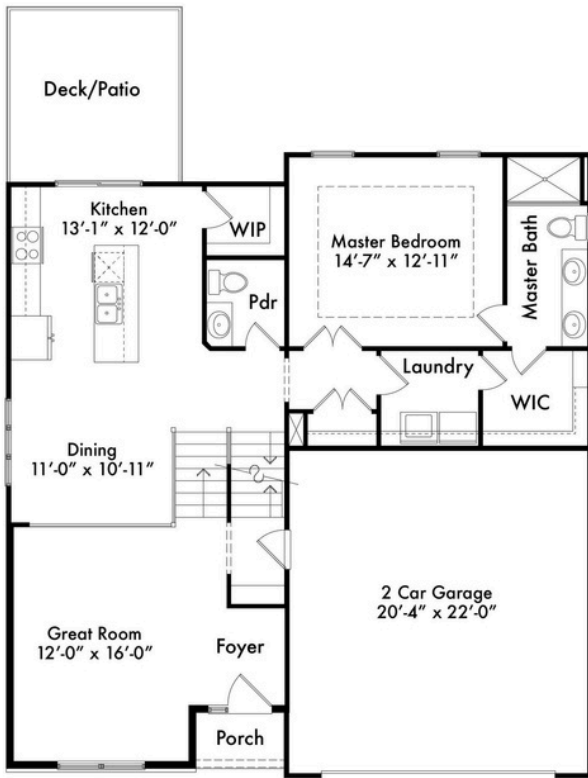 Deck/Patio
Kitchen
13'-1" x 12'-0"
WIP
Master Bedroom
14'-7" x 12'-11"
Master Bath
Pdr
Laundry
WIC
Dining
11'-0" x 10'-11"
2 Car Garage
20'-4" x 22'-0"
Great Room
12'-0" x 16'-0"
Foyer
Porch